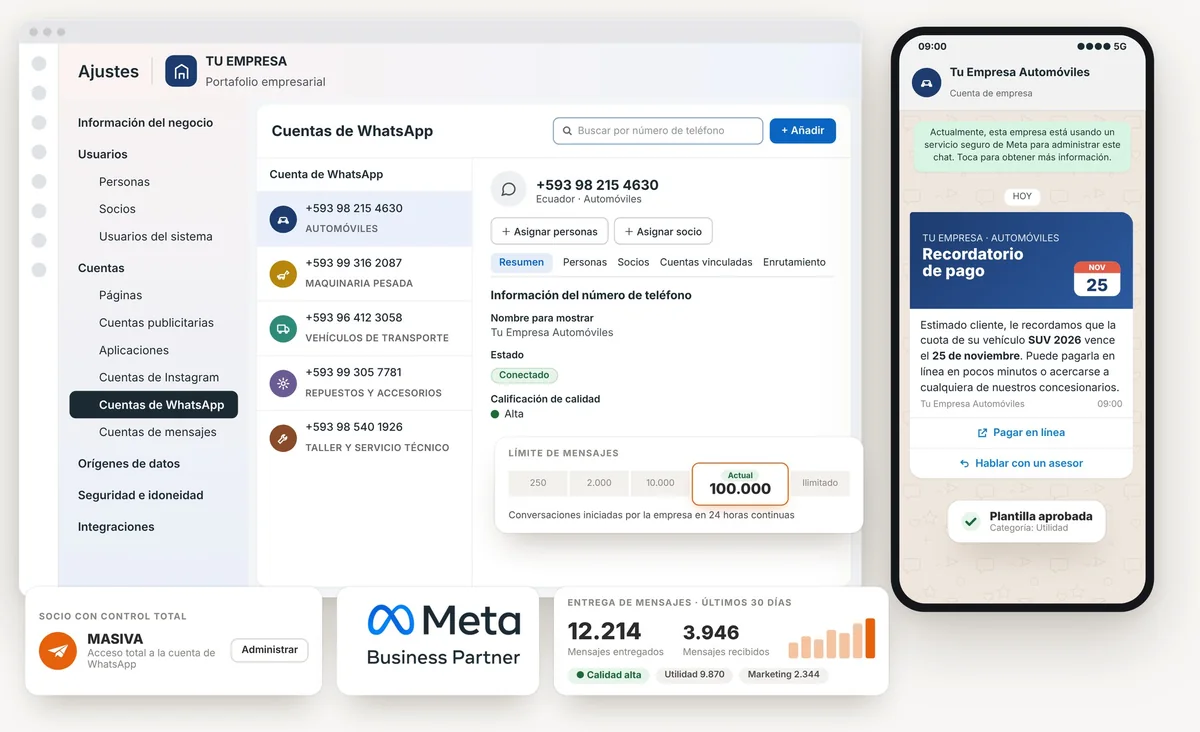 Ajustes
TU EMPRESA
Portafolio empresarial
Información del negocio
Usuarios
Personas
Socios
Usuarios del sistema
Cuentas
Páginas
Cuentas publicitarias
Aplicaciones
Cuentas de Instagram
Cuentas de WhatsApp
Cuentas de mensajes
Orígenes de datos
Seguridad e idoneidad
Integraciones
Cuentas de WhatsApp
Buscar por número de teléfono
+ Añadir
Cuenta de WhatsApp
+593 98 215 4630
AUTOMÓVILES
+593 99 316 2087
MAQUINARIA PESADA
+593 96 412 3058
VEHÍCULOS DE TRANSPORTE
+593 99 305 7781
REPUESTOS Y ACCESORIOS
+593 98 540 1926
TALLER Y SERVICIO TÉCNICO
+593 98 215 4630
Ecuador · Automóviles
+ Asignar personas
+ Asignar socio
Resumen Personas Socios Cuentas vinculadas Enrutamiento
Información del número de teléfono
Nombre para mostrar
Tu Empresa Automóviles
Estado
Conectado
Calificación de calidad
Alta
LÍMITE DE MENSAJES
250 2.000 10.000 Actual 100.000 Ilimitado
Conversaciones iniciadas por la empresa en 24 horas continuas
SOCIO CON CONTROL TOTAL
MASIVA
Acceso total a la cuenta de
WhatsApp
Administrar
Meta
Business Partner
ENTREGA DE MENSAJES · ÚLTIMOS 30 DÍAS
12.214
Mensajes entregados
3.946
Mensajes recibidos
Calidad alta
Utilidad 9.870
Marketing 2.344
09:00
5G
Tu Empresa Automóviles
Cuenta de empresa
Actualmente, esta empresa está usando un
servicio seguro de Meta para administrar este
chat. Toca para obtener más información.
HOY
TU EMPRESA · AUTOMÓVILES
Recordatorio
de pago
NOV
25
Estimado cliente, le recordamos que la
cuota de su vehículo SUV 2026 vence
el 25 de noviembre. Puede pagarla en
línea en pocos minutos o acercarse a
cualquiera de nuestros concesionarios.
Tu Empresa Automóviles 09:00
Pagar en línea
Hablar con un asesor
Plantilla aprobada
Categoría: Utilidad